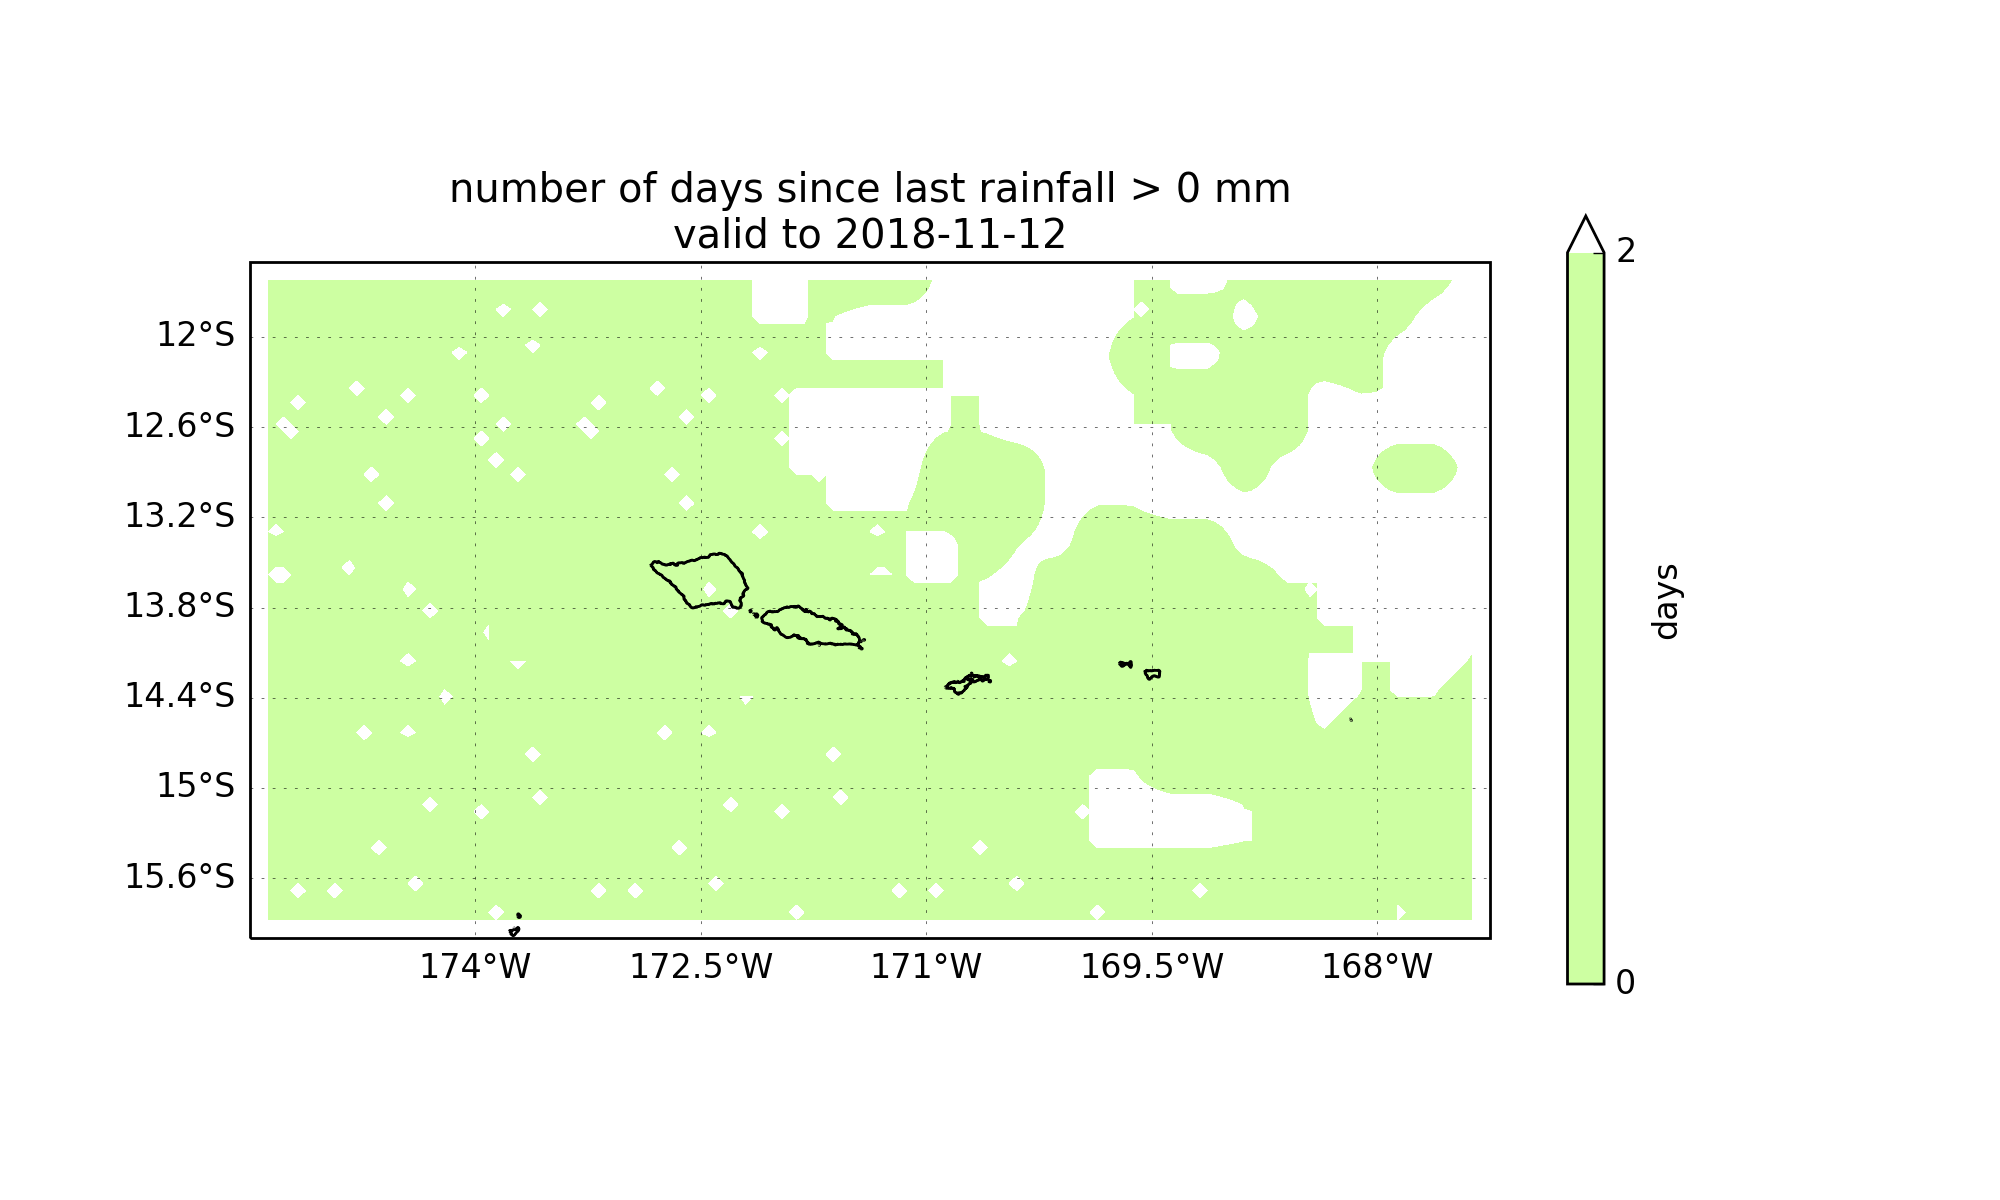 number of days since last rainfall > 0 mm
valid to 2018-11-12
2
12°S
12.6°S
13.2°S
13.8°S
14.4°S
15°S
15.6°S
days
174°W 172.5°W 171°W 169.5°W 168°W
0